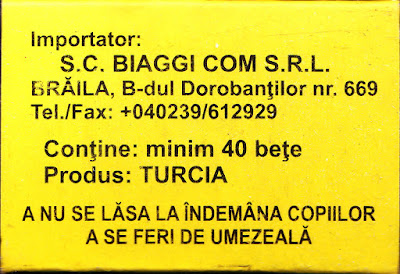 Importator:
S.C. BIAGGI COM S.R.L.
BRĂILA, B-dul Dorobanţilor nr. 669
Tel./Fax: +040239/612929
Conţine: minim 40 beţe
Produs: TURCIA
A NU SE LĂSA LA ÎNDEMÂNA COPIILOR
A SE FERI DE UMEZEALĂ